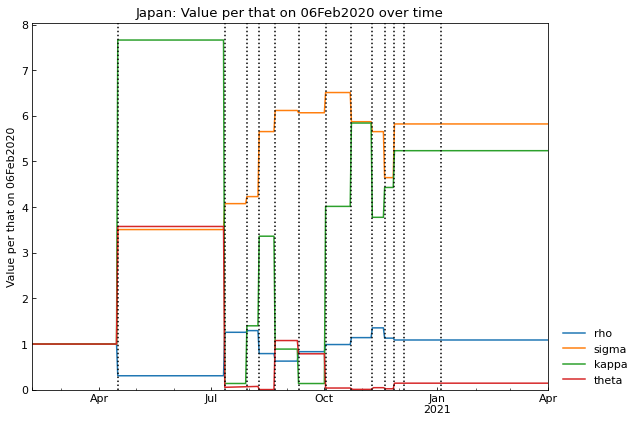 Japan: Value per that on 06Feb2020 over time
Value per that on 06Feb2020
8
7
6
5
4
3
2
1
0
Apr
Jul
Oct
Jan
2021
Apr
rho
sigma
kappa
theta